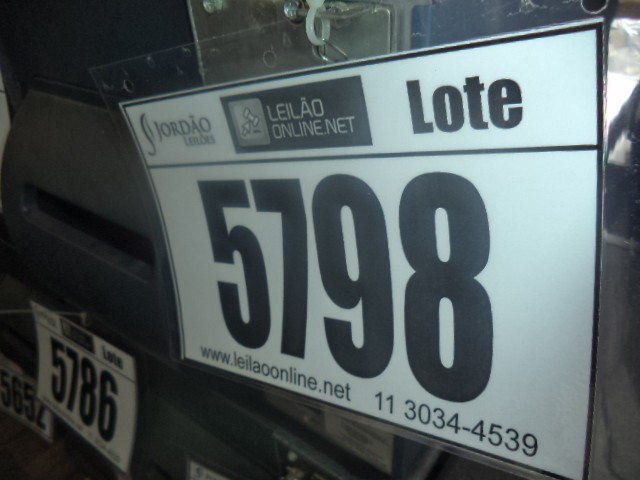 JORDÃO
LEILÕES
LEILÃO
ONLINE.NET
Lote
5798
www.leilaoonline.net 11 3034-4539
Lote
5786
5652